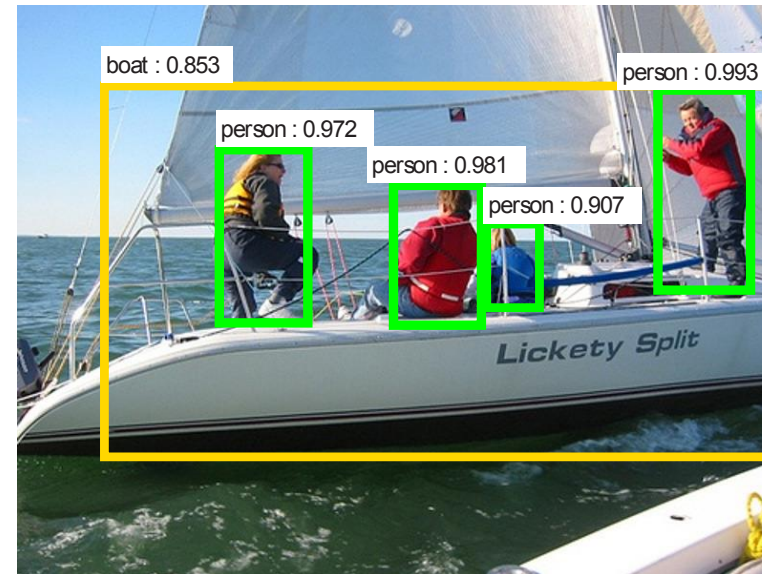 boat : 0.853
person : 0.993
person : 0.972
person : 0.981
person : 0.907
Lickety Split